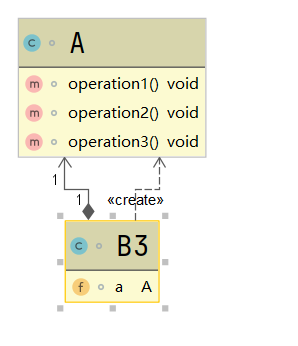 C A
m operation1() void
m operation2() void
m operation3() void
1
1 «create»
C B3
f a A